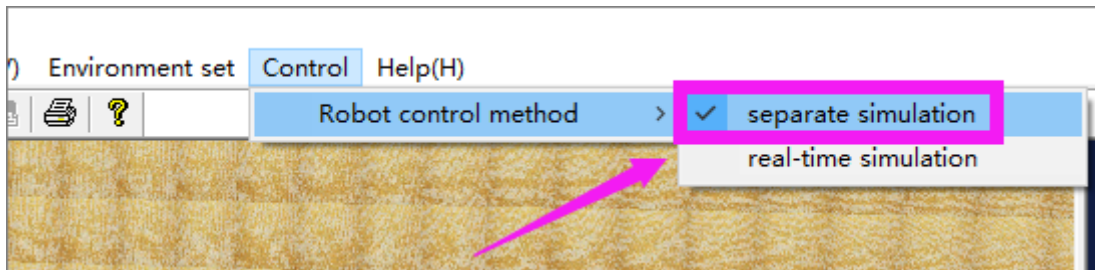 ) Environment set Control Help(H)
Robot control method > separate simulation
real-time simulation